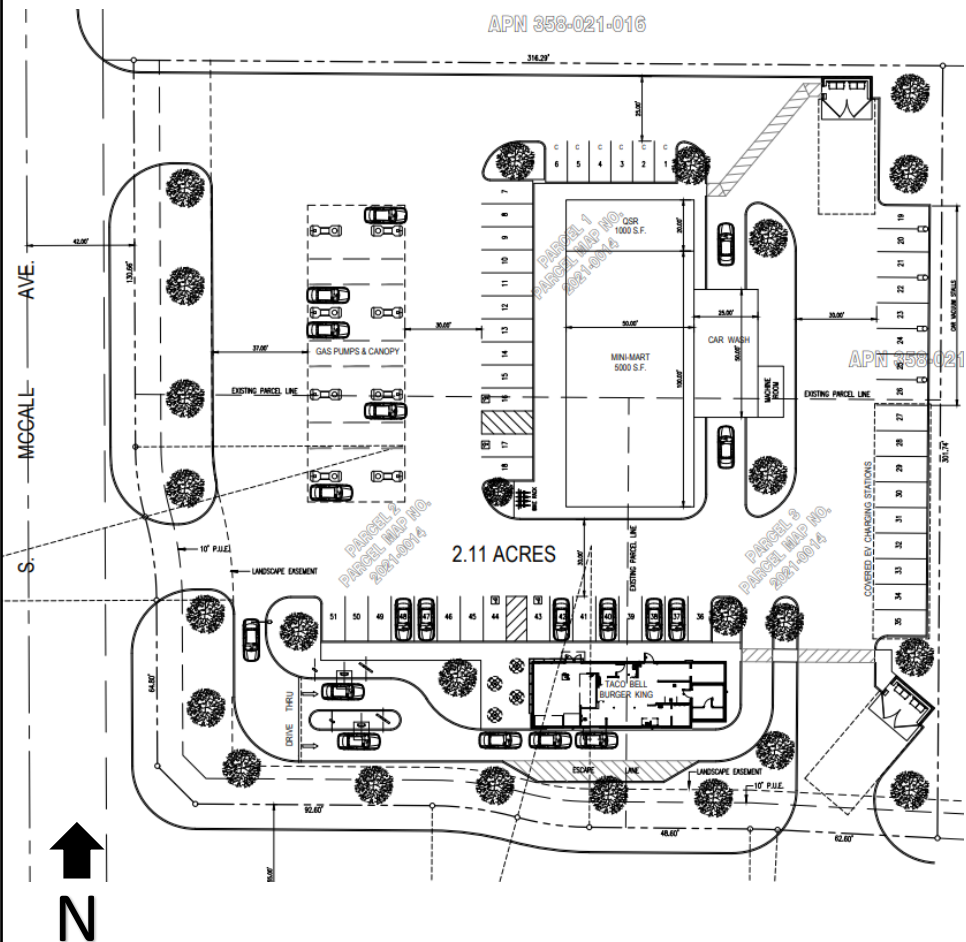 APN 358-021-016
316.29'
25.00'
C C C C C C
6 5 4 3 2 1
7
8
9
10
11
12
13
14
15
16
17
18
QSR
1000 S.F.
20.00'
PARCEL 1
PARCEL MAP NO.
2021-0014
42.00'
130.66'
S. MCCALL AVE.
37.00'
GAS PUMPS & CANOPY
30.00'
50.00'
MINI-MART
5000 S.F.
100.00'
25.00'
CAR WASH
50.00'
MACHINE
ROOM
30.00'
19
20
21
22
23
24
25
26
CAR VACUUM STALLS
APN 358-021
EXISTING PARCEL LINE
EXISTING PARCEL LINE
27
28
29
30
31
32
33
34
35
COVERED EV CHARGING STATIONS
301.74'
BIKE RACK
PARCEL 2
PARCEL MAP NO.
2021-0014
2.11 ACRES
30.00'
EXISTING PARCEL LINE
PARCEL 3
PARCEL MAP NO.
2021-0014
10' P.U.E.
LANDSCAPE EASEMENT
51 50 49 48 47 46 45 44 43 42 41 40 39 38 37 36
TACO BELL
BURGER KING
64.80'
DRIVE THRU
ESCAPE LANE
LANDSCAPE EASEMENT
10' P.U.E.
92.60'
48.60'
62.60'
N